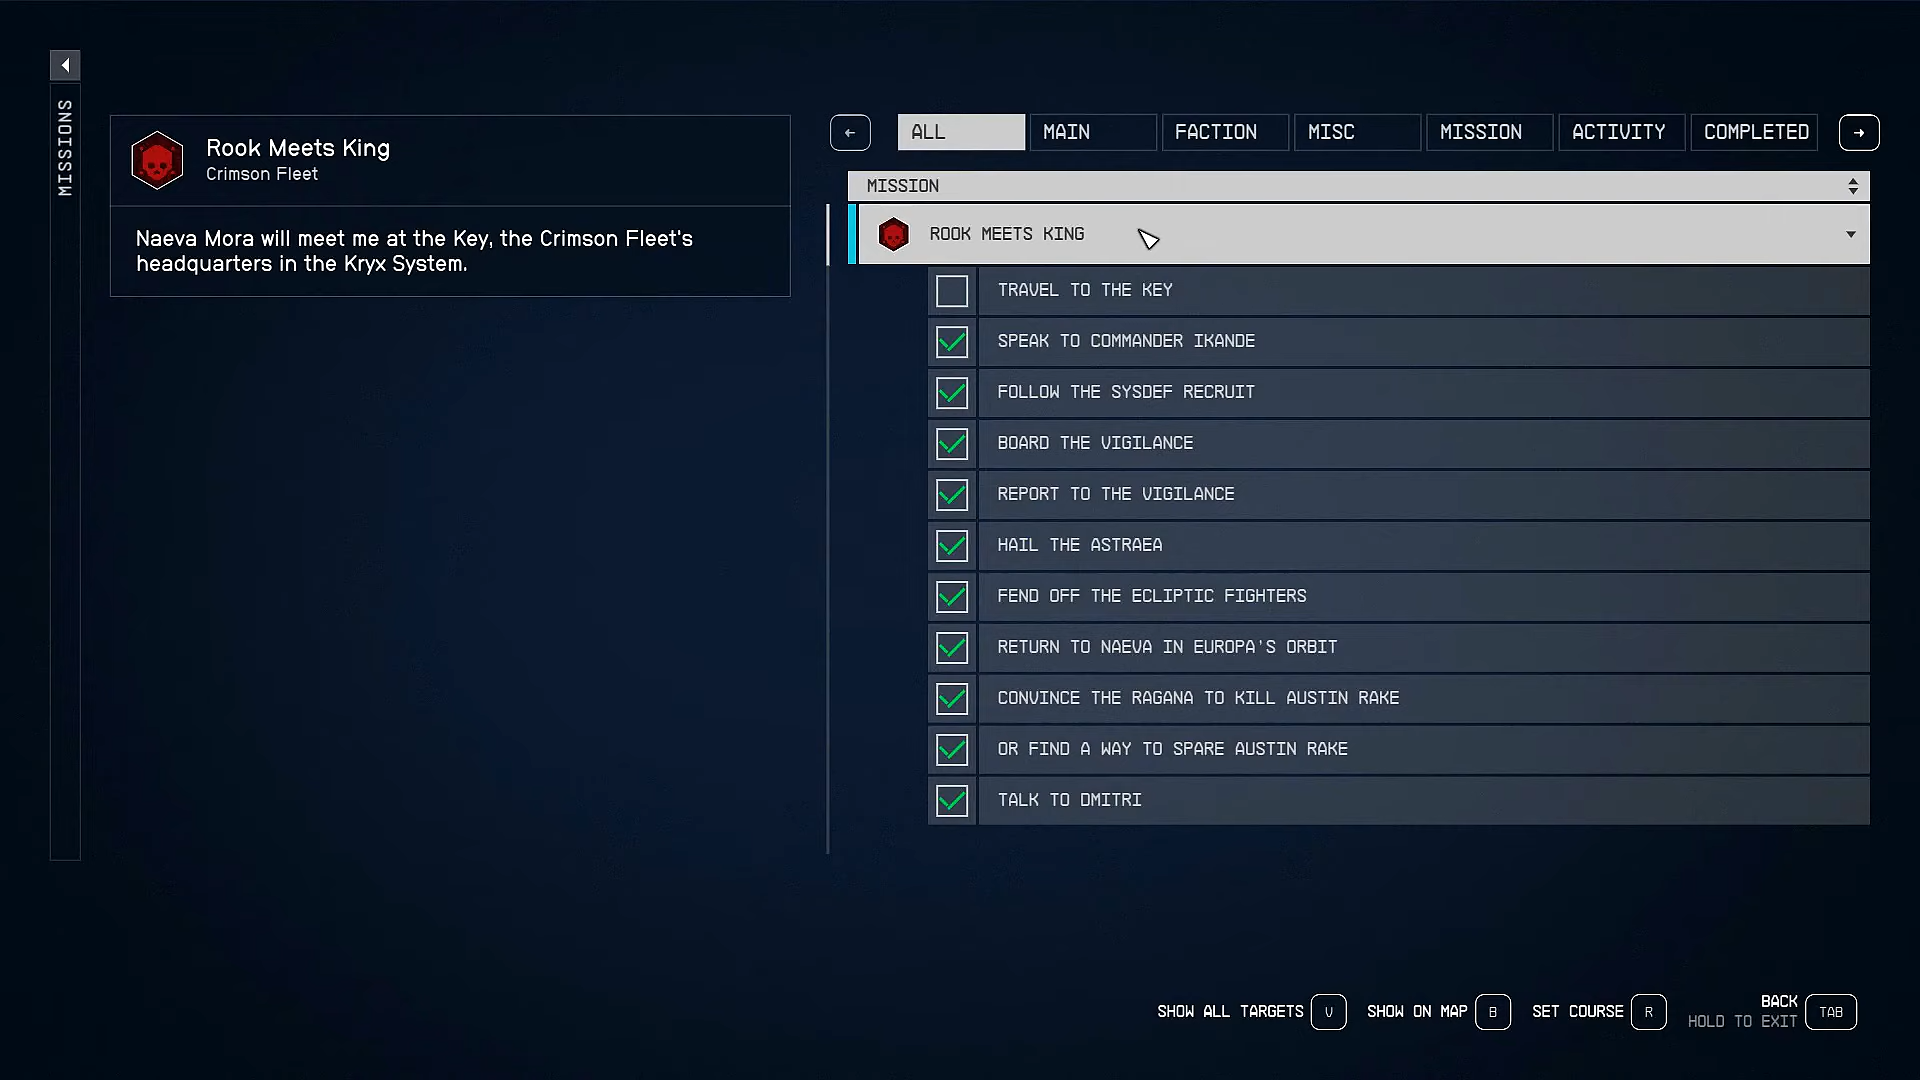 MISSIONS
Rook Meets King
Crimson Fleet
Naeva Mora will meet me at the Key, the Crimson Fleet's
headquarters in the Kryx System.
ALL
MAIN
FACTION
MISC
MISSION
ACTIVITY
COMPLETED
MISSION
ROOK MEETS KING
TRAVEL TO THE KEY
SPEAK TO COMMANDER IKANDE
FOLLOW THE SYSDEF RECRUIT
BOARD THE VIGILANCE
REPORT TO THE VIGILANCE
HAIL THE ASTRAEA
FEND OFF THE ECLIPTIC FIGHTERS
RETURN TO NAEVA IN EUROPA'S ORBIT
CONVINCE THE RAGANA TO KILL AUSTIN RAKE
OR FIND A WAY TO SPARE AUSTIN RAKE
TALK TO DMITRI
SHOW ALL TARGETS V
SHOW ON MAP B
SET COURSE R
BACK
HOLD TO EXIT
TAB